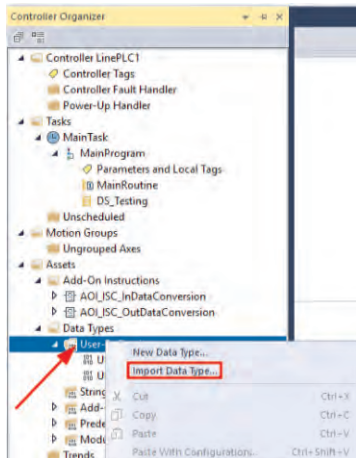 Controller Organizer
Controller LinePLC1
Controller Tags
Controller Fault Handler
Power-Up Handler
Tasks
MainTask
MainProgram
Parameters and Local Tags
MainRoutine
DS_Testing
Unscheduled
Motion Groups
Ungrouped Axes
Assets
Add-On Instructions
AOI_ISC_InDataConversion
AOI_ISC_OutDataConversion
Data Types
User-
New Data Type...
U
Import Data Type...
U
String
Cut Ctrl+X
Add-
Copy Ctrl+C
Prede
Paste Ctrl+V
Modu
Paste With Configuration... Ctrl+Shift+V
Trends